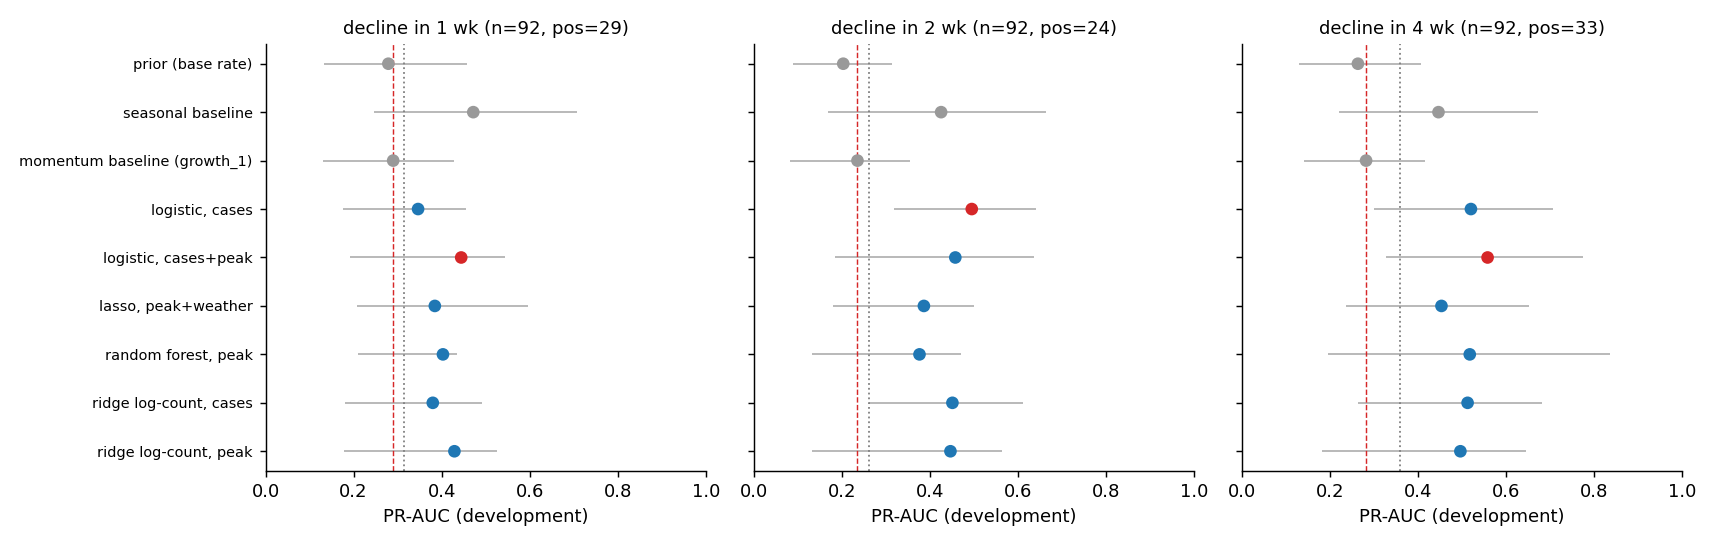 decline in 1 wk (n=92, pos=29)
decline in 2 wk (n=92, pos=24)
decline in 4 wk (n=92, pos=33)
prior (base rate)
seasonal baseline
momentum baseline (growth_1)
logistic, cases
logistic, cases+peak
lasso, peak+weather
random forest, peak
ridge log-count, cases
ridge log-count, peak
0.0 0.2 0.4 0.6 0.8 1.0
0.0 0.2 0.4 0.6 0.8 1.0
0.0 0.2 0.4 0.6 0.8 1.0
PR-AUC (development)
PR-AUC (development)
PR-AUC (development)